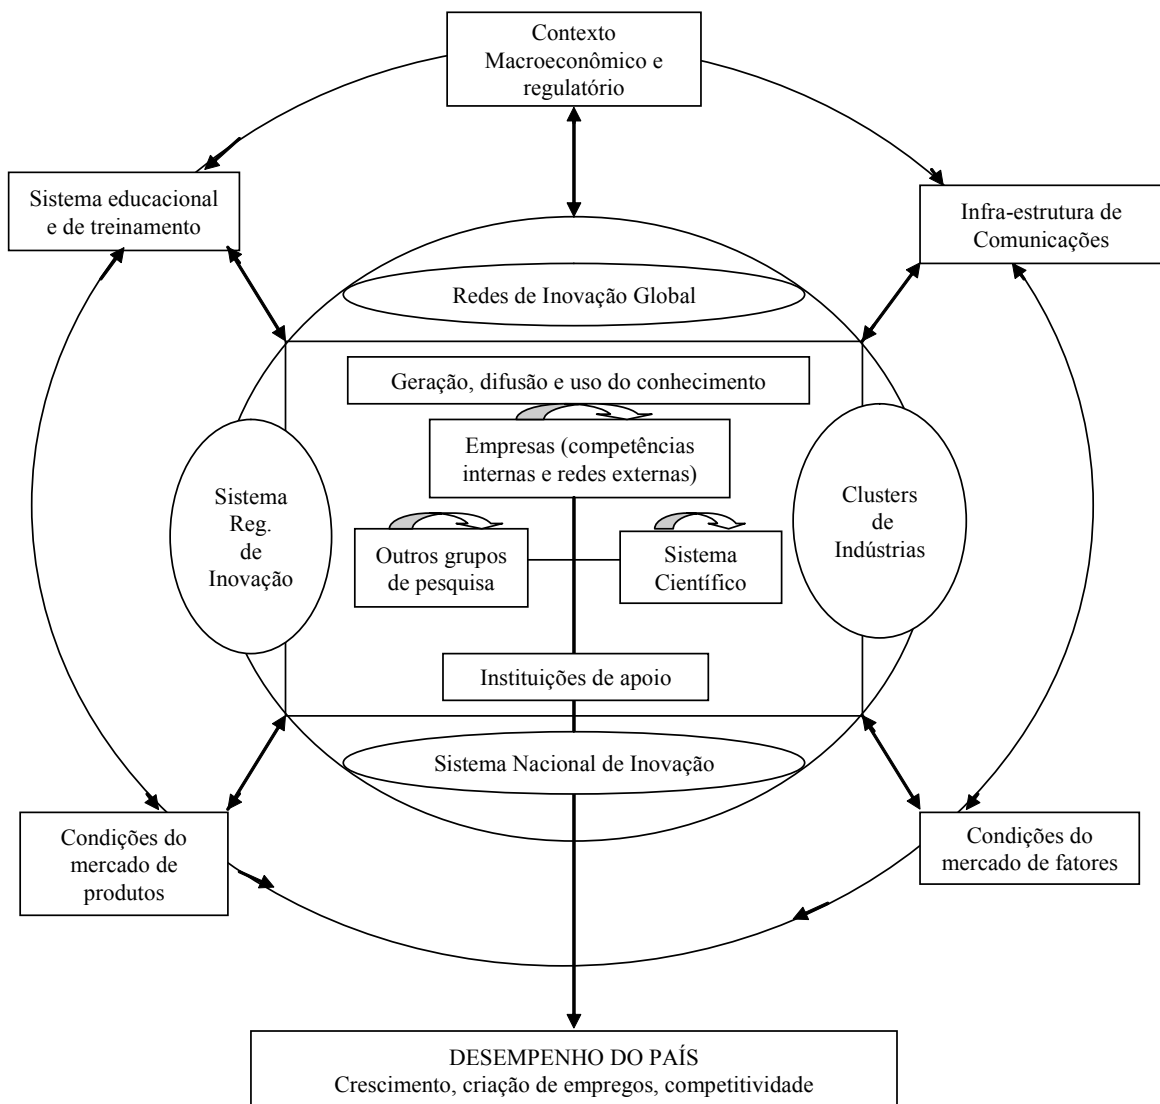 Contexto
Macroeconômico e
regulatório
Sistema educacional
e de treinamento
Infra-estrutura de
Comunicações
Redes de Inovação Global
Geração, difusão e uso do conhecimento
Empresas (competências
internas e redes externas)
Sistema
Reg.
de
Inovação
Clusters
de
Indústrias
Outros grupos
de pesquisa
Sistema
Científico
Instituições de apoio
Sistema Nacional de Inovação
Condições do
mercado de
produtos
Condições do
mercado de fatores
DESEMPENHO DO PAÍS
Crescimento, criação de empregos, competitividade